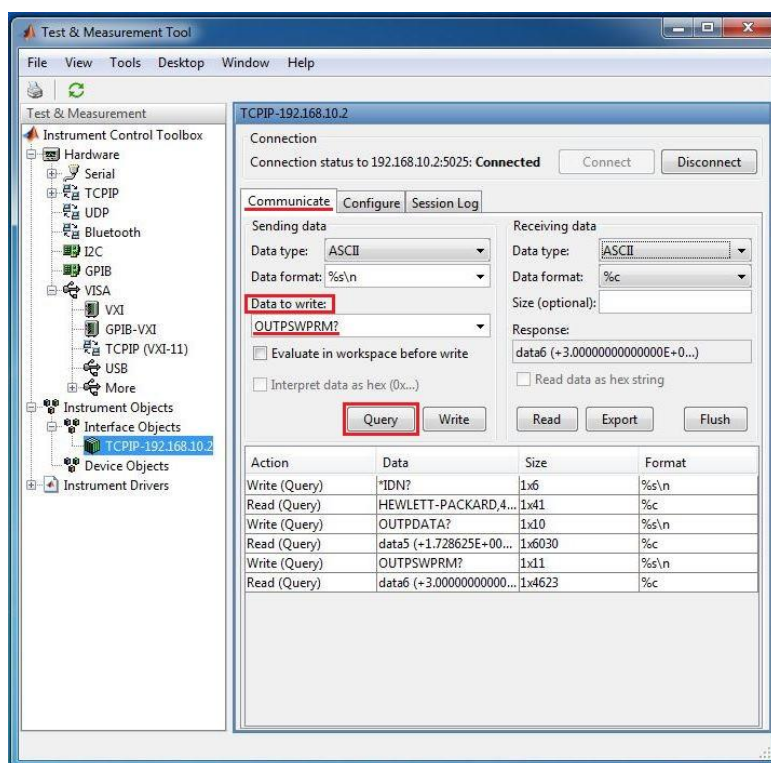 Test & Measurement Tool
File View Tools Desktop Window Help
Test & Measurement
Instrument Control Toolbox
Hardware
Serial
TCPIP
UDP
Bluetooth
I2C
GPIB
VISA
VXI
GPIB-VXI
TCPIP (VXI-11)
USB
More
Instrument Objects
Interface Objects
TCPIP-192.168.10.2
Device Objects
Instrument Drivers
TCPIP-192.168.10.2
Connection
Connection status to 192.168.10.2:5025: Connected Connect Disconnect
Communicate Configure Session Log
Sending data
Data type: ASCII
Data format: %s\n
Data to write:
OUTPSWPRM?
Evaluate in workspace before write
Interpret data as hex (0x...)
Query Write
Receiving data
Data type: ASCII
Data format: %c
Size (optional):
Response:
data6 (+3.00000000000000E+0...)
Read data as hex string
Read Export Flush
Action Data Size Format
Write (Query) *IDN? 1x6 %s\n
Read (Query) HEWLETT-PACKARD,4... 1x41 %c
Write (Query) OUTPDATA? 1x10 %s\n
Read (Query) data5 (+1.728625E+00... 1x6030 %c
Write (Query) OUTPSWPRM? 1x11 %s\n
Read (Query) data6 (+3.00000000000... 1x4623 %c